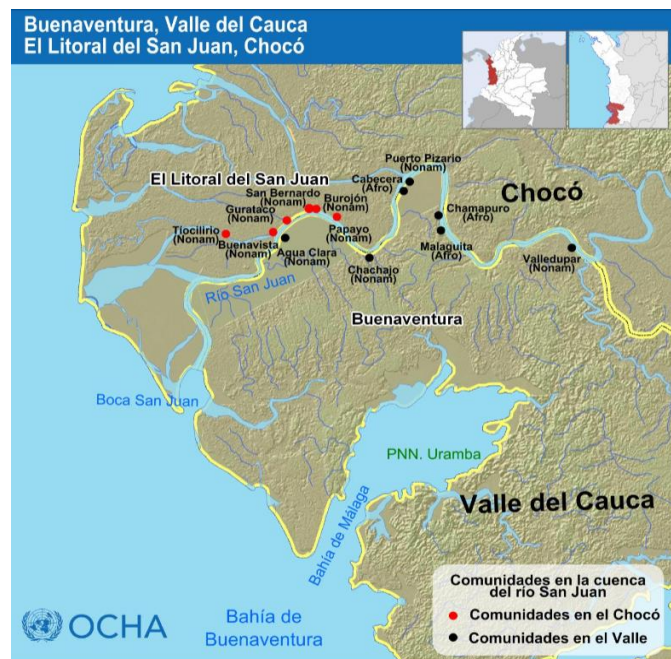 Buenaventura, Valle del Cauca
El Litoral del San Juan, Chocó
Puerto Pizario
(Nonam)
Cabecera
(Afro)
El Litoral del San Juan
Chocó
San Bernardo
(Nonam)
Burojón
(Nonam)
Gurataco
(Nonam)
Chamapuro
(Afro)
Tiocilirio
(Nonam)
Buenavista
(Nonam)
Papayo
(Nonam)
Agua Clara
(Nonam)
Malaguita
(Afro)
Valledupar
(Nonam)
Chachajo
(Nonam)
Río San Juan
Buenaventura
Boca San Juan
PNN. Uramba
Valle del Cauca
Bahía de Málaga
Comunidades en la cuenca
del río San Juan
Comunidades en el Chocó
Comunidades en el Valle
OCHA
Bahía de
Buenaventura